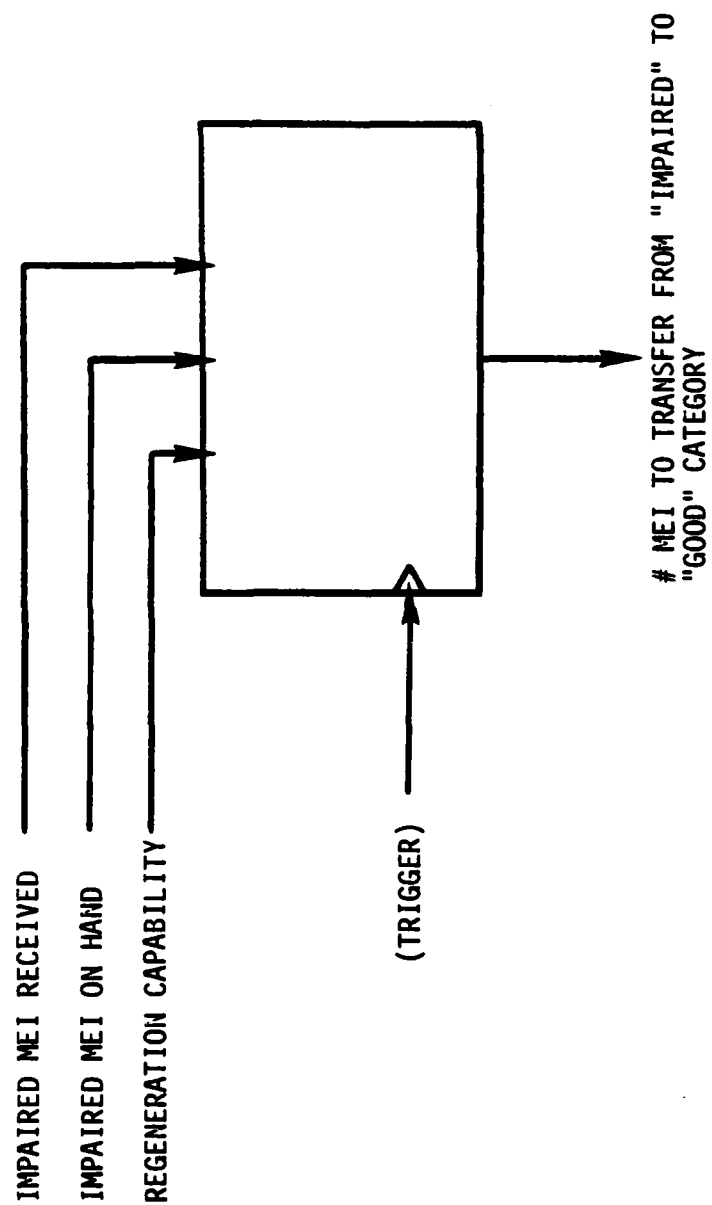 IMPAIRED MEI RECEIVED
IMPAIRED MEI ON HAND
REGENERATION CAPABILITY
(TRIGGER)
# MEI TO TRANSFER FROM "IMPAIRED" TO
"GOOD" CATEGORY